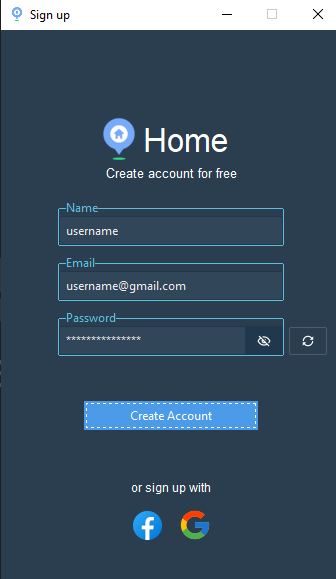 Sign up
Home
Create account for free
Name
username
Email
username@gmail.com
Password
***************
Create Account
or sign up with